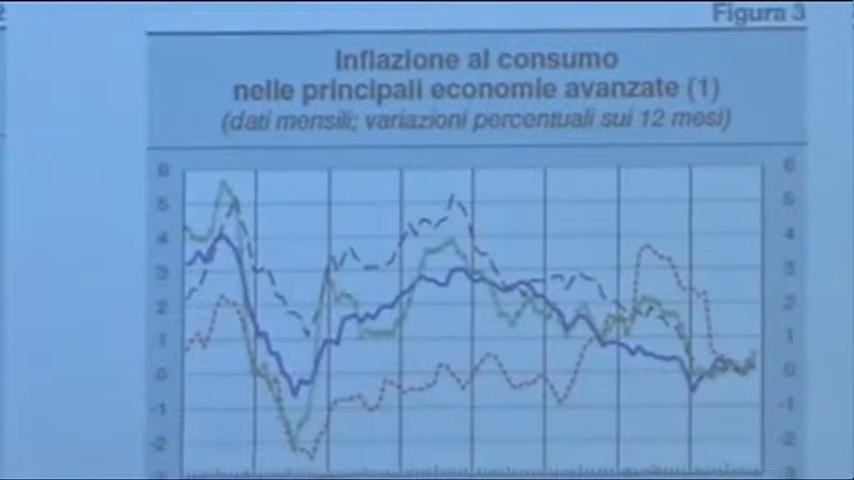 2
Figura 3
Inflazione al consumo
nelle principali economie avanzate (1)
(dati mensili; variazioni percentuali sui 12 mesi)
6 6
5 5
4 4
3 3
2 2
1 1
0 0
-1 -1
-2 -2